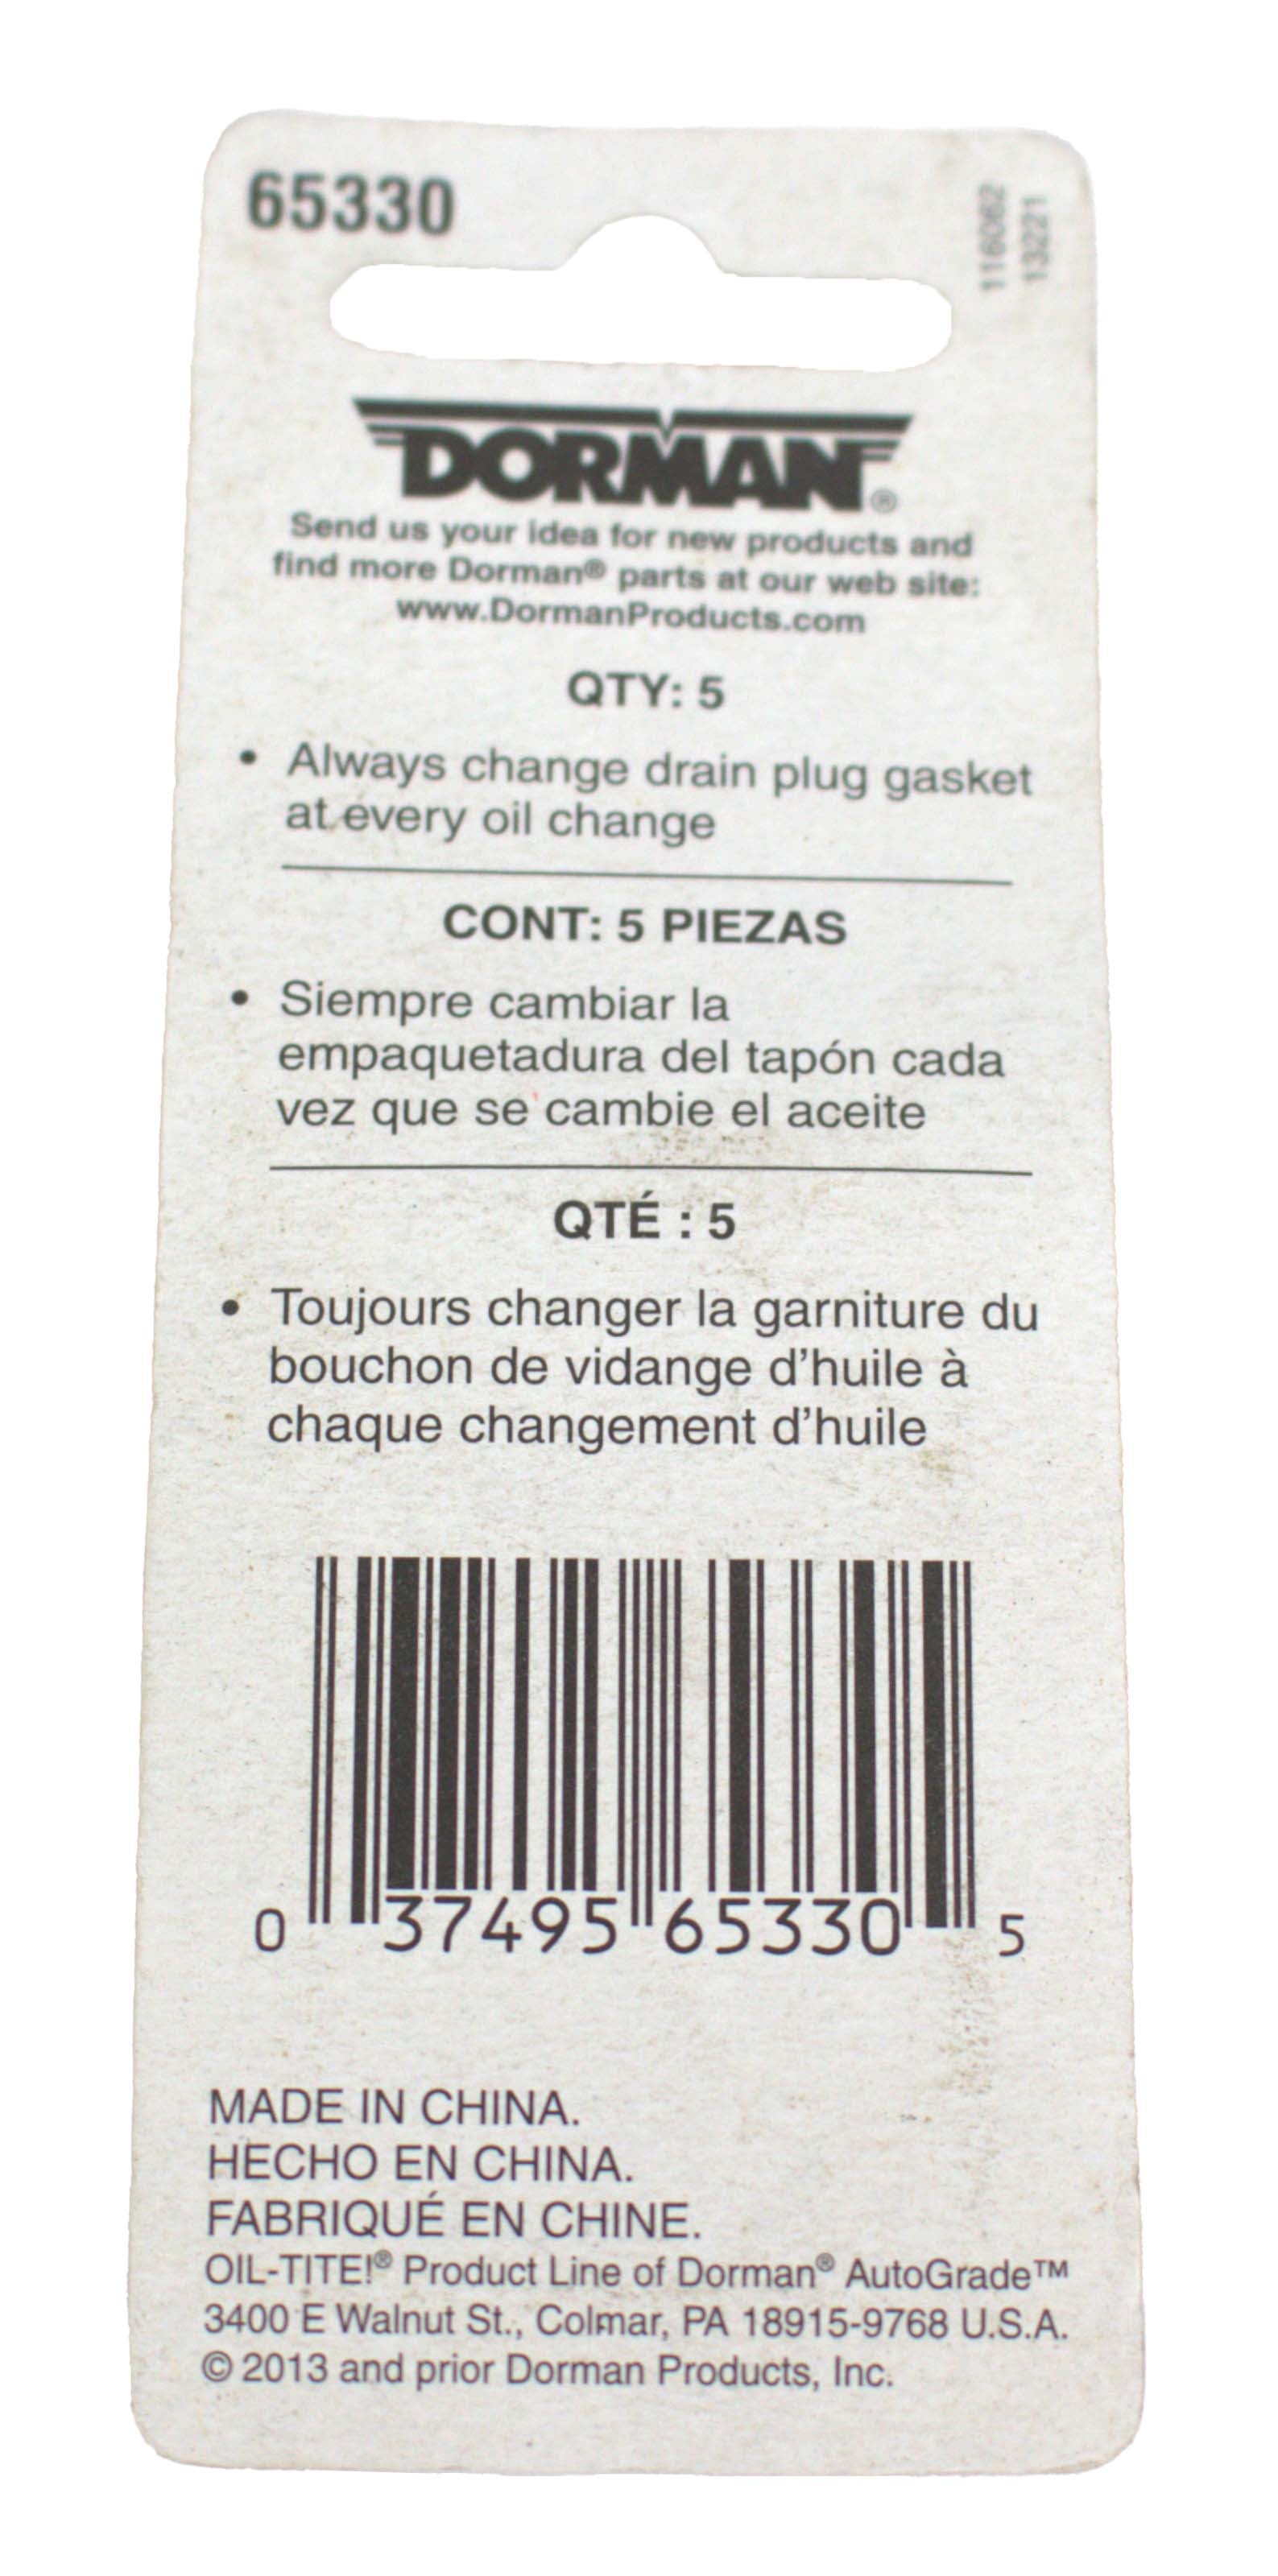 65330
116062
13221
DORMAN®
Send us your idea for new products and
find more Dorman® parts at our web site:
www.DormanProducts.com
QTY: 5
• Always change drain plug gasket
at every oil change
CONT: 5 PIEZAS
• Siempre cambiar la
empaquetadura del tapón cada
vez que se cambie el aceite
QTÉ : 5
• Toujours changer la garniture du
bouchon de vidange d'huile à
chaque changement d'huile
0 37495 65330 5
MADE IN CHINA.
HECHO EN CHINA.
FABRIQUÉ EN CHINE.
OIL-TITE!® Product Line of Dorman® AutoGrade™
3400 E Walnut St., Colmar, PA 18915-9768 U.S.A.
© 2013 and prior Dorman Products, Inc.